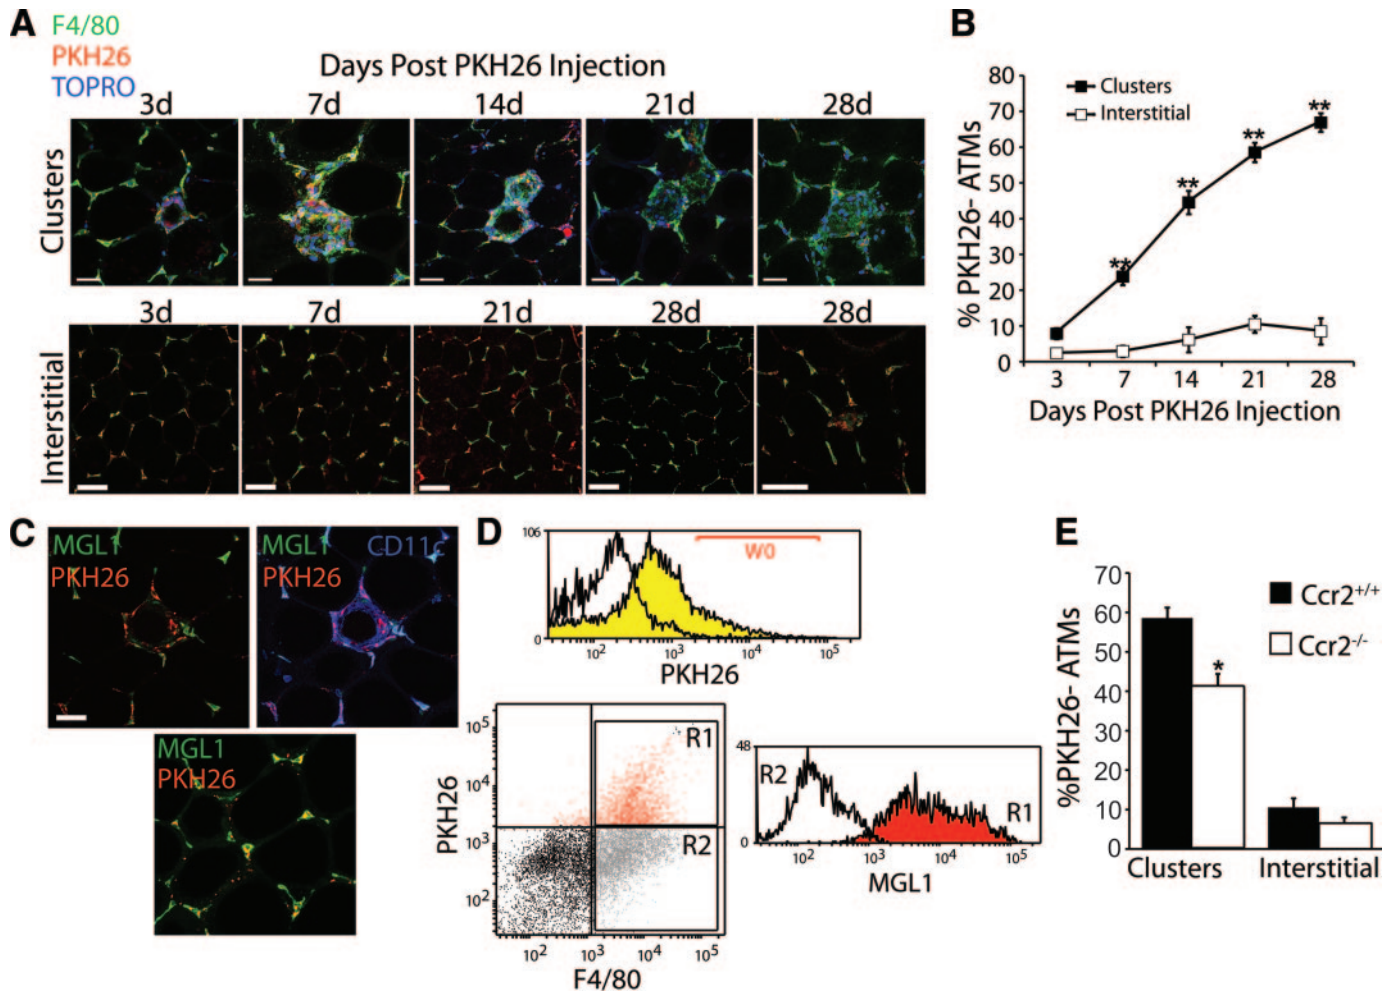 A
F4/80
PKH26
TOPRO
Days Post PKH26 Injection
3d 7d 14d 21d 28d
Clusters
3d 7d 21d 28d 28d
Interstitial
B
% PKH26- ATMs
80
70
60
50
40
30
20
10
0
Clusters
Interstitial
** ** ** **
3 7 14 21 28
Days Post PKH26 Injection
C
MGL1
PKH26
MGL1 CD11c
PKH26
MGL1
PKH26
D
106
0
W0
10² 10³ 10⁴ 10⁵
PKH26
PKH26
10⁵
10⁴
10³
10²
R1
R2
10² 10³ 10⁴ 10⁵
F4/80
48
0
R2 R1
10² 10³ 10⁴ 10⁵
MGL1
E
%PKH26- ATMs
70
60
50
40
30
20
10
0
Ccr2+/+
Ccr2-/-
*
Clusters Interstitial